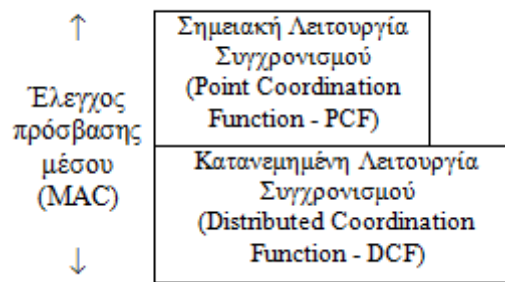 ↑
Έλεγχος
πρόσβασης
μέσου
(MAC)
↓
Σημειακή Λειτουργία
Συγχρονισμού
(Point Coordination
Function - PCF)
Κατανεμημένη Λειτουργία
Συγχρονισμού
(Distributed Coordination
Function - DCF)